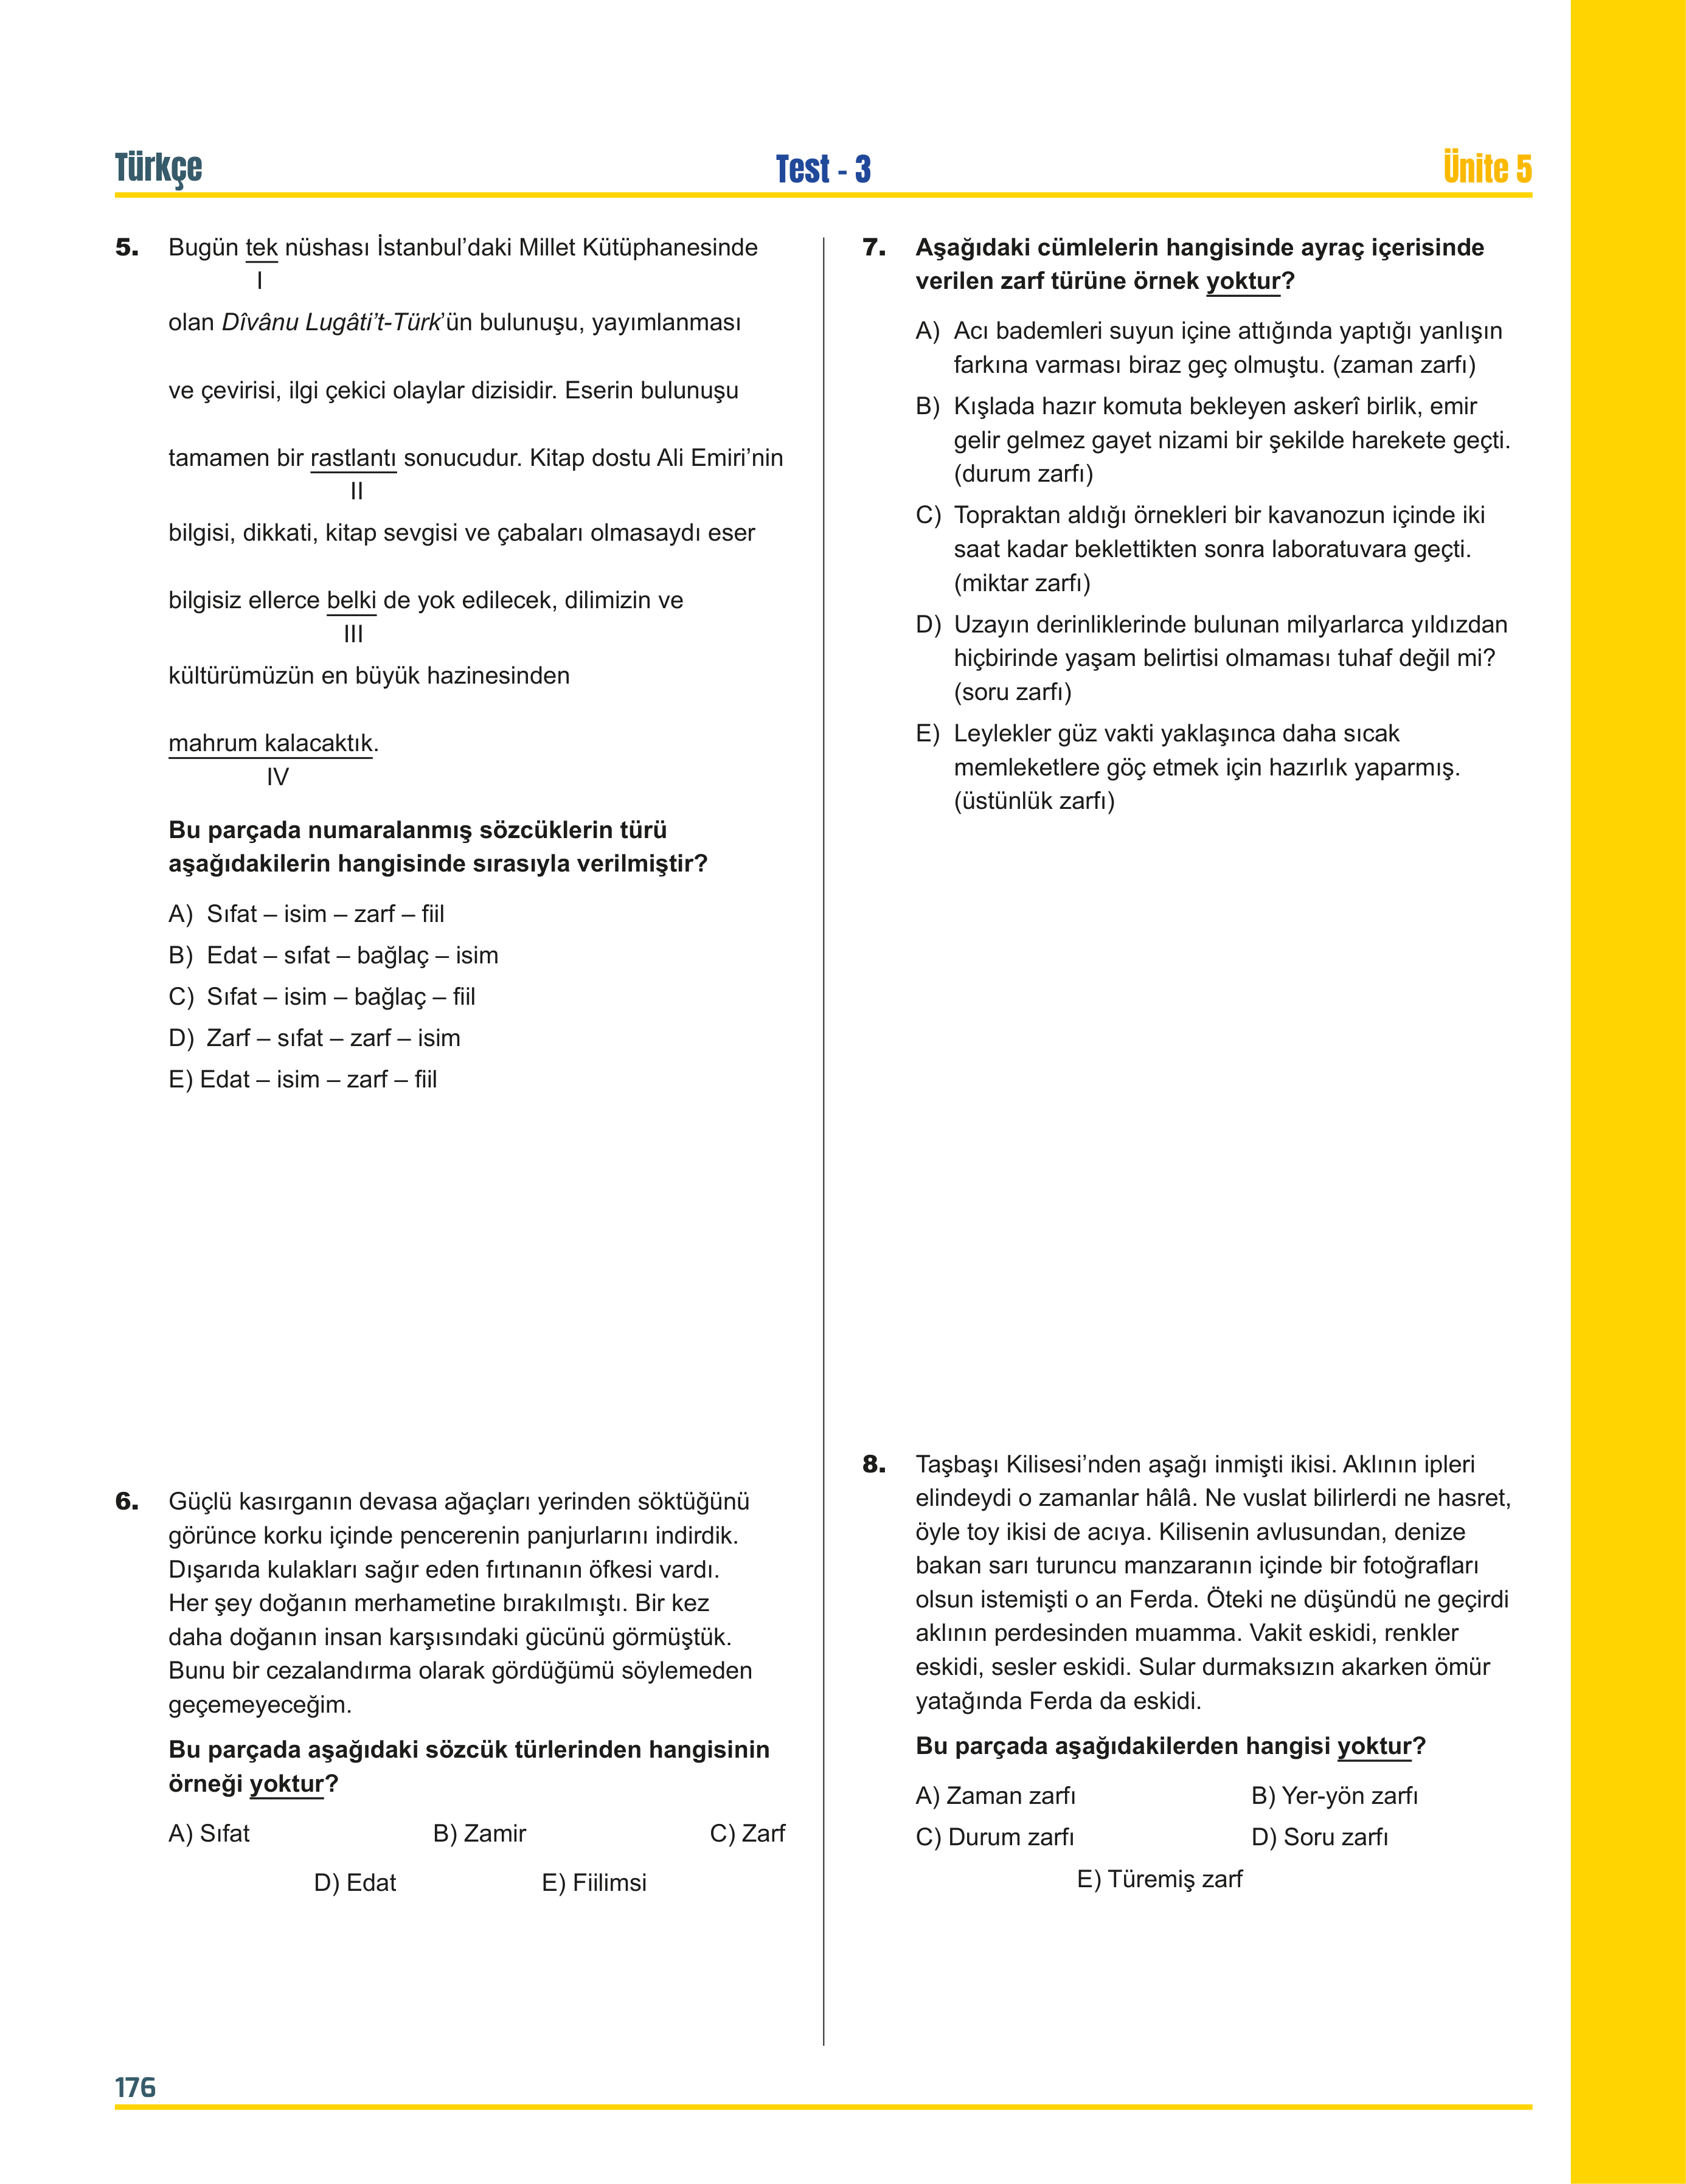 Türkçe
Test - 3
Ünite 5
5. Bugün tek nüshası İstanbul’daki Millet Kütüphanesinde
I
olan Dîvânu Lugâti’t-Türk’ün bulunuşu, yayımlanması
ve çevirisi, ilgi çekici olaylar dizisidir. Eserin bulunuşu
tamamen bir rastlantı sonucudur. Kitap dostu Ali Emiri’nin
II
bilgisi, dikkati, kitap sevgisi ve çabaları olmasaydı eser
bilgisiz ellerce belki de yok edilecek, dilimizin ve
III
kültürümüzün en büyük hazinesinden
mahrum kalacaktık.
IV
Bu parçada numaralanmış sözcüklerin türü
aşağıdakilerin hangisinde sırasıyla verilmiştir?
A) Sıfat – isim – zarf – fiil
B) Edat – sıfat – bağlaç – isim
C) Sıfat – isim – bağlaç – fiil
D) Zarf – sıfat – zarf – isim
E) Edat – isim – zarf – fiil
6. Güçlü kasırganın devasa ağaçları yerinden söktüğünü
görünce korku içinde pencerenin panjurlarını indirdik.
Dışarıda kulakları sağır eden fırtınanın öfkesi vardı.
Her şey doğanın merhametine bırakılmıştı. Bir kez
daha doğanın insan karşısındaki gücünü görmüştük.
Bunu bir cezalandırma olarak gördüğümü söylemeden
geçemeyeceğim.
Bu parçada aşağıdaki sözcük türlerinden hangisinin
örneği yoktur?
A) Sıfat B) Zamir C) Zarf
D) Edat E) Fiilimsi
7. Aşağıdaki cümlelerin hangisinde ayraç içerisinde
verilen zarf türüne örnek yoktur?
A) Acı bademleri suyun içine attığında yaptığı yanlışın
farkına varması biraz geç olmuştu. (zaman zarfı)
B) Kışlada hazır komuta bekleyen askerî birlik, emir
gelir gelmez gayet nizami bir şekilde harekete geçti.
(durum zarfı)
C) Topraktan aldığı örnekleri bir kavanozun içinde iki
saat kadar beklettikten sonra laboratuvara geçti.
(miktar zarfı)
D) Uzayın derinliklerinde bulunan milyarlarca yıldızdan
hiçbirinde yaşam belirtisi olmaması tuhaf değil mi?
(soru zarfı)
E) Leylekler güz vakti yaklaşınca daha sıcak
memleketlere göç etmek için hazırlık yaparmış.
(üstünlük zarfı)
8. Taşbaşı Kilisesi’nden aşağı inmişti ikisi. Aklının ipleri
elindeydi o zamanlar hâlâ. Ne vuslat bilirlerdi ne hasret,
öyle toy ikisi de acıya. Kilisenin avlusundan, denize
bakan sarı turuncu manzaranın içinde bir fotoğrafları
olsun istemişti o an Ferda. Öteki ne düşündü ne geçirdi
aklının perdesinden muamma. Vakit eskidi, renkler
eskidi, sesler eskidi. Sular durmaksızın akarken ömür
yatağında Ferda da eskidi.
Bu parçada aşağıdakilerden hangisi yoktur?
A) Zaman zarfı B) Yer-yön zarfı
C) Durum zarfı D) Soru zarfı
E) Türemiş zarf
176